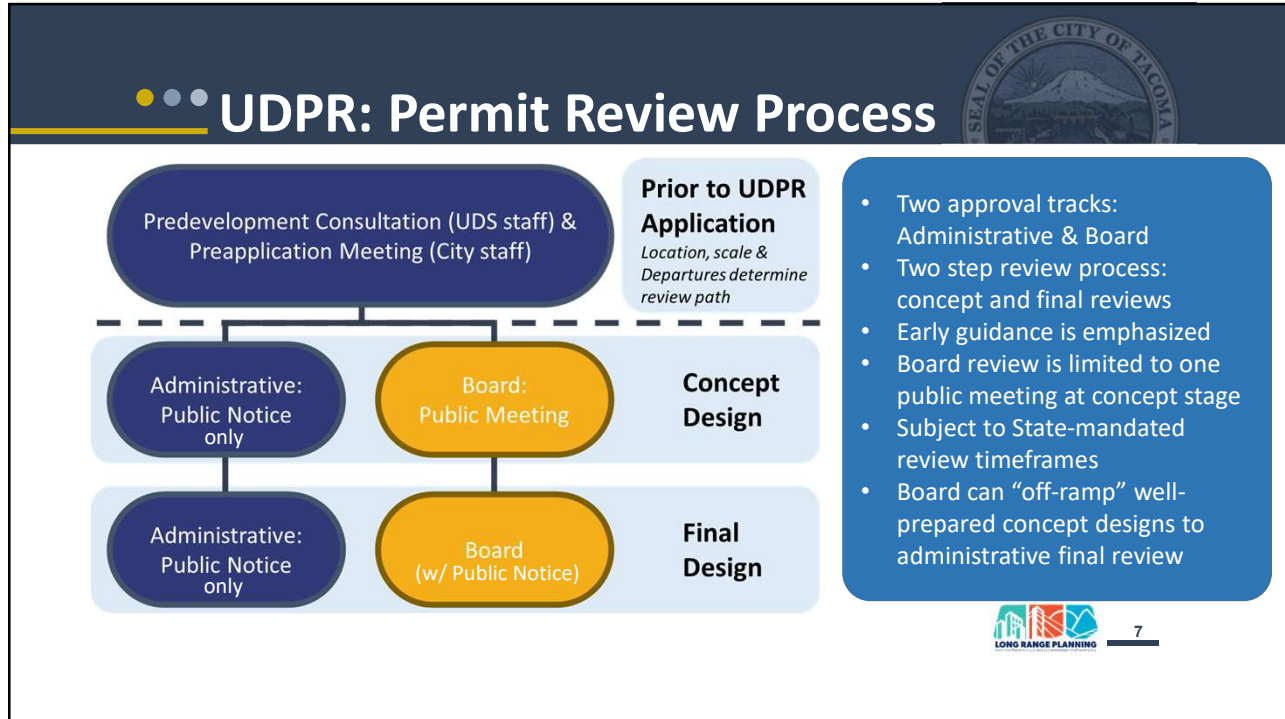 SEAL OF THE CITY OF TACOMA
UDPR: Permit Review Process
Predevelopment Consultation (UDS staff) &
Preapplication Meeting (City staff)
Prior to UDPR
Application
Location, scale &
Departures determine
review path
Administrative:
Public Notice
only
Board:
Public Meeting
Concept
Design
Administrative:
Public Notice
only
Board
(w/ Public Notice)
Final
Design
• Two approval tracks:
Administrative & Board
• Two step review process:
concept and final reviews
• Early guidance is emphasized
• Board review is limited to one
public meeting at concept stage
• Subject to State-mandated
review timeframes
• Board can “off-ramp” well-
prepared concept designs to
administrative final review
LONG RANGE PLANNING
7